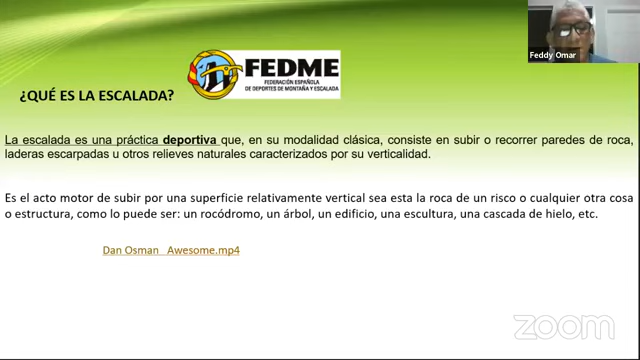 Feddy Omar
FEDME
FEDERACIÓN ESPAÑOLA
DE DEPORTES DE MONTAÑA Y ESCALADA
¿QUÉ ES LA ESCALADA?
La escalada es una práctica deportiva que, en su modalidad clásica, consiste en subir o recorrer paredes de roca,
laderas escarpadas u otros relieves naturales caracterizados por su verticalidad.
Es el acto motor de subir por una superficie relativamente vertical sea esta la roca de un risco o cualquier otra cosa
o estructura, como lo puede ser: un rocódromo, un árbol, un edificio, una escultura, una cascada de hielo, etc.
Dan Osman Awesome.mp4
zoom